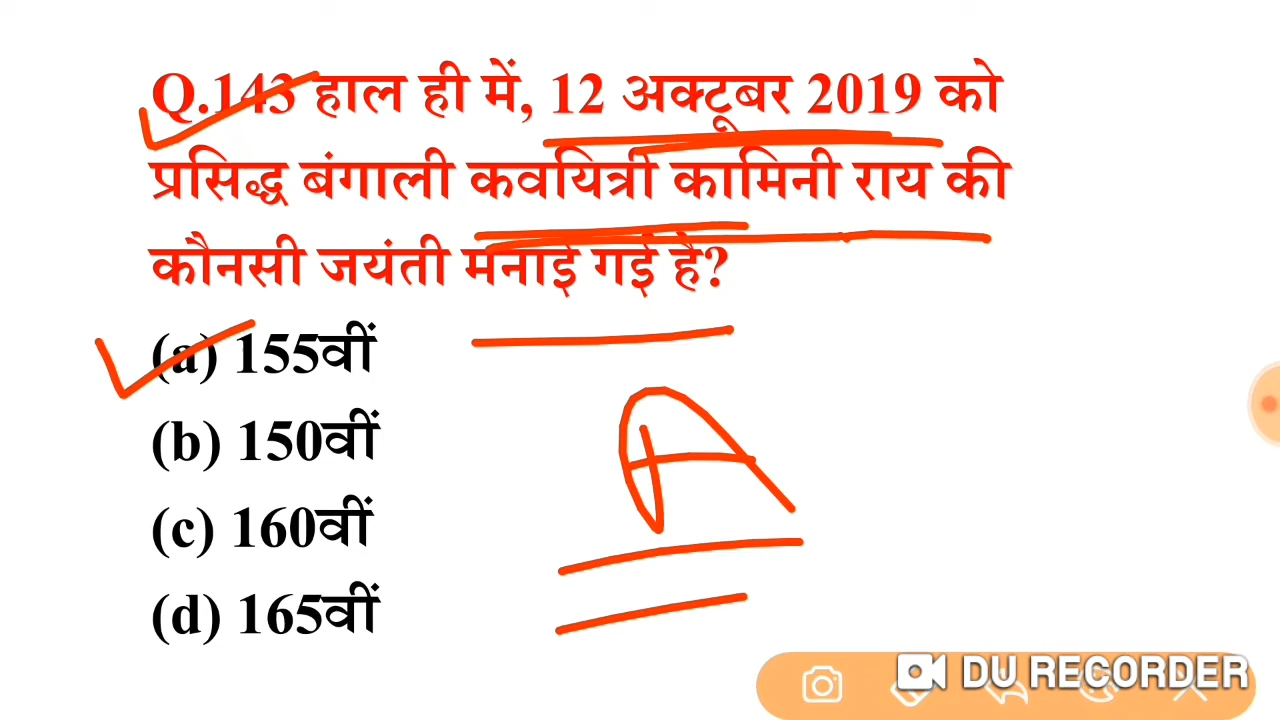 Q.143 हाल ही में, 12 अक्टूबर 2019 को
प्रसिद्ध बंगाली कवयित्री कामिनी राय की
कौनसी जयंती मनाई गई है?
(a) 155वीं
(b) 150वीं
(c) 160वीं
(d) 165वीं
A
DU RECORDER